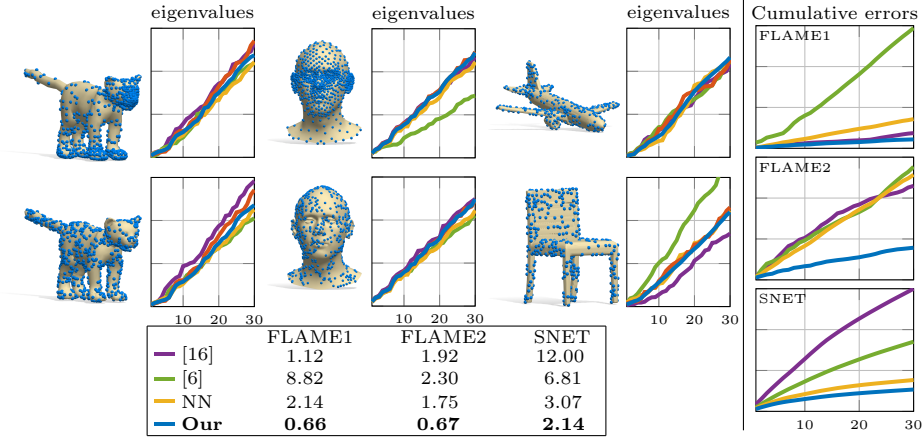 eigenvalues eigenvalues eigenvalues Cumulative errors
FLAME1
FLAME2
10 20 30 10 20 30 10 20 30
SNET
FLAME1 FLAME2 SNET
[16] 1.12 1.92 12.00
[6] 8.82 2.30 6.81
NN 2.14 1.75 3.07
Our 0.66 0.67 2.14
10 20 30